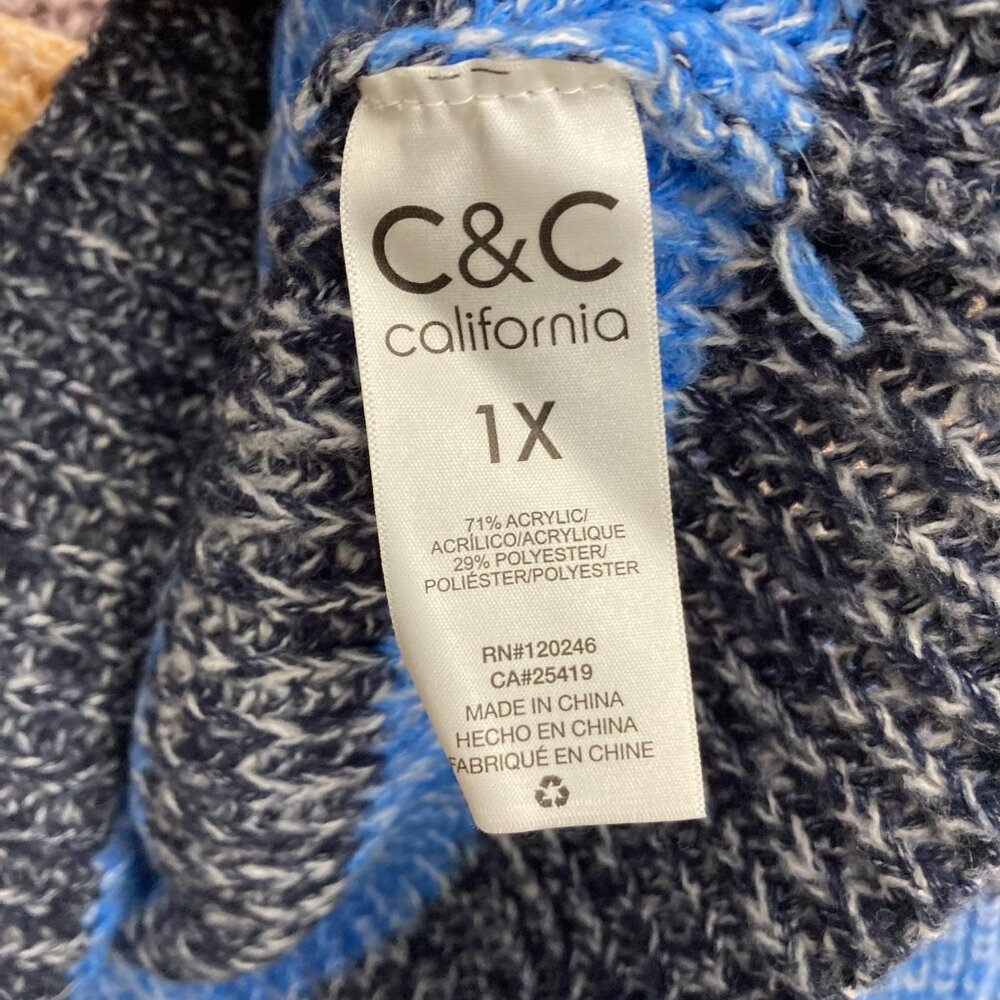 C&C
california
1X
71% ACRYLIC/
ACRÍLICO/ACRYLIQUE
29% POLYESTER/
POLIÉSTER/POLYESTER
RN#120246
CA#25419
MADE IN CHINA
HECHO EN CHINA
FABRIQUÉ EN CHINE